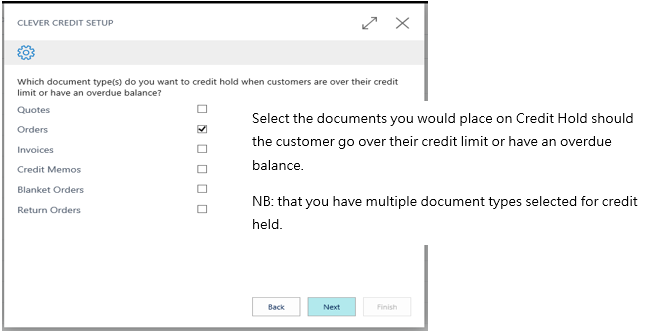 CLEVER CREDIT SETUP
Which document type(s) do you want to credit hold when customers are over their credit
limit or have an overdue balance?
Quotes
Orders
Invoices
Credit Memos
Blanket Orders
Return Orders
Select the documents you would place on Credit Hold should
the customer go over their credit limit or have an overdue
balance.
NB: that you have multiple document types selected for credit
held.
Back
Next
Finish